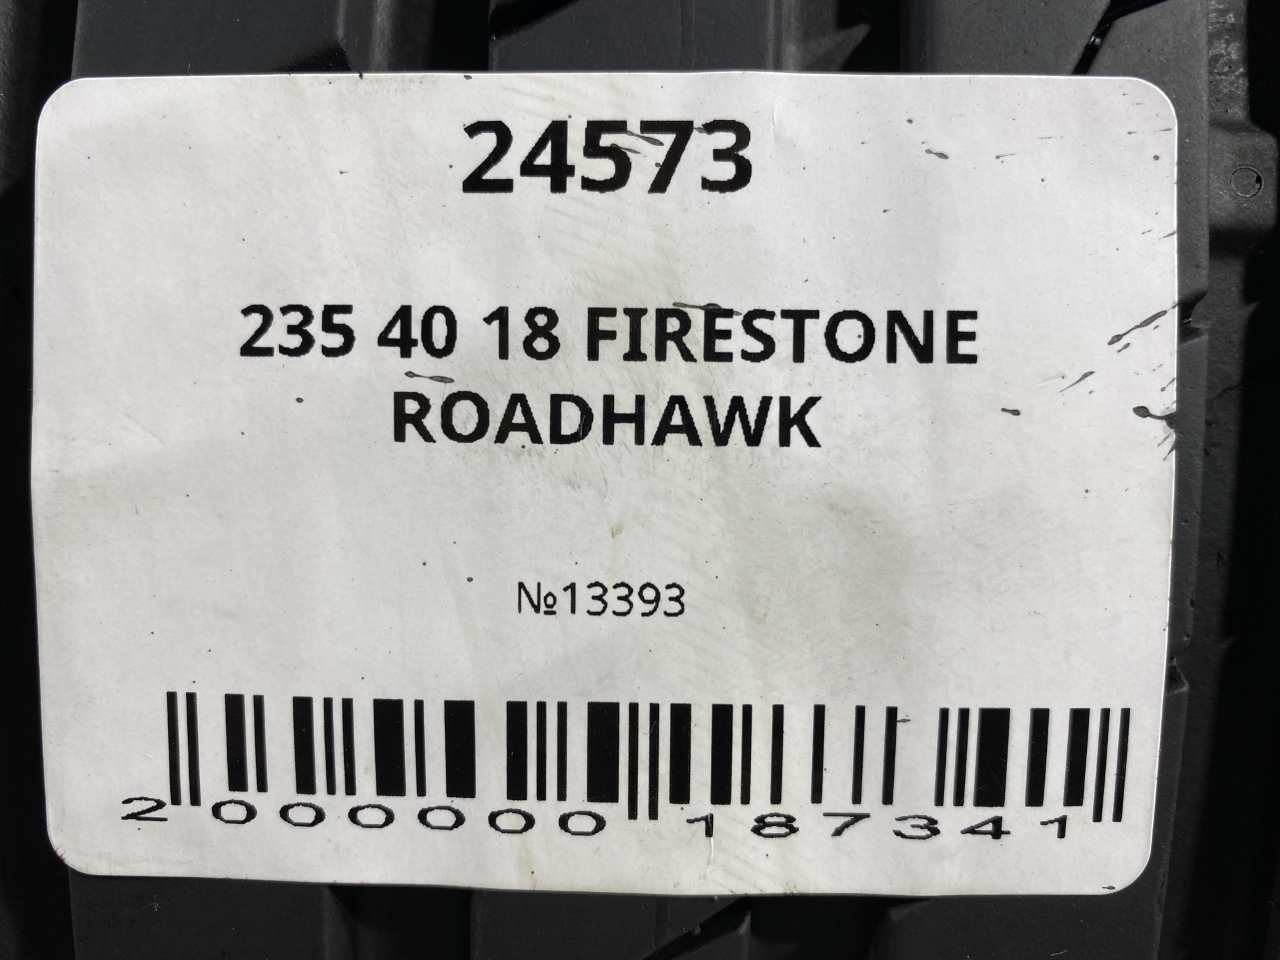 24573
235 40 18 FIRESTONE
ROADHAWK
№13393
2 000000 187341